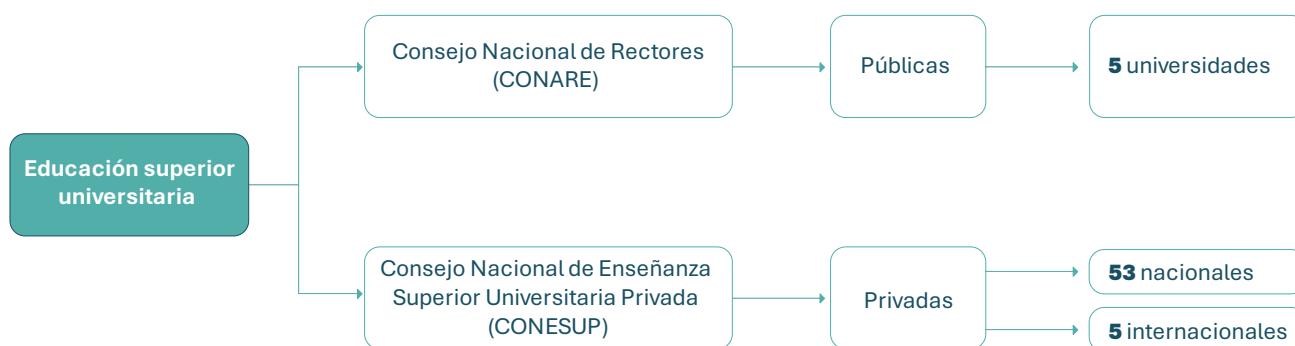 Educación superior
universitaria
Consejo Nacional de Rectores
(CONARE)
Públicas
5 universidades
Consejo Nacional de Enseñanza
Superior Universitaria Privada
(CONESUP)
Privadas
53 nacionales
5 internacionales